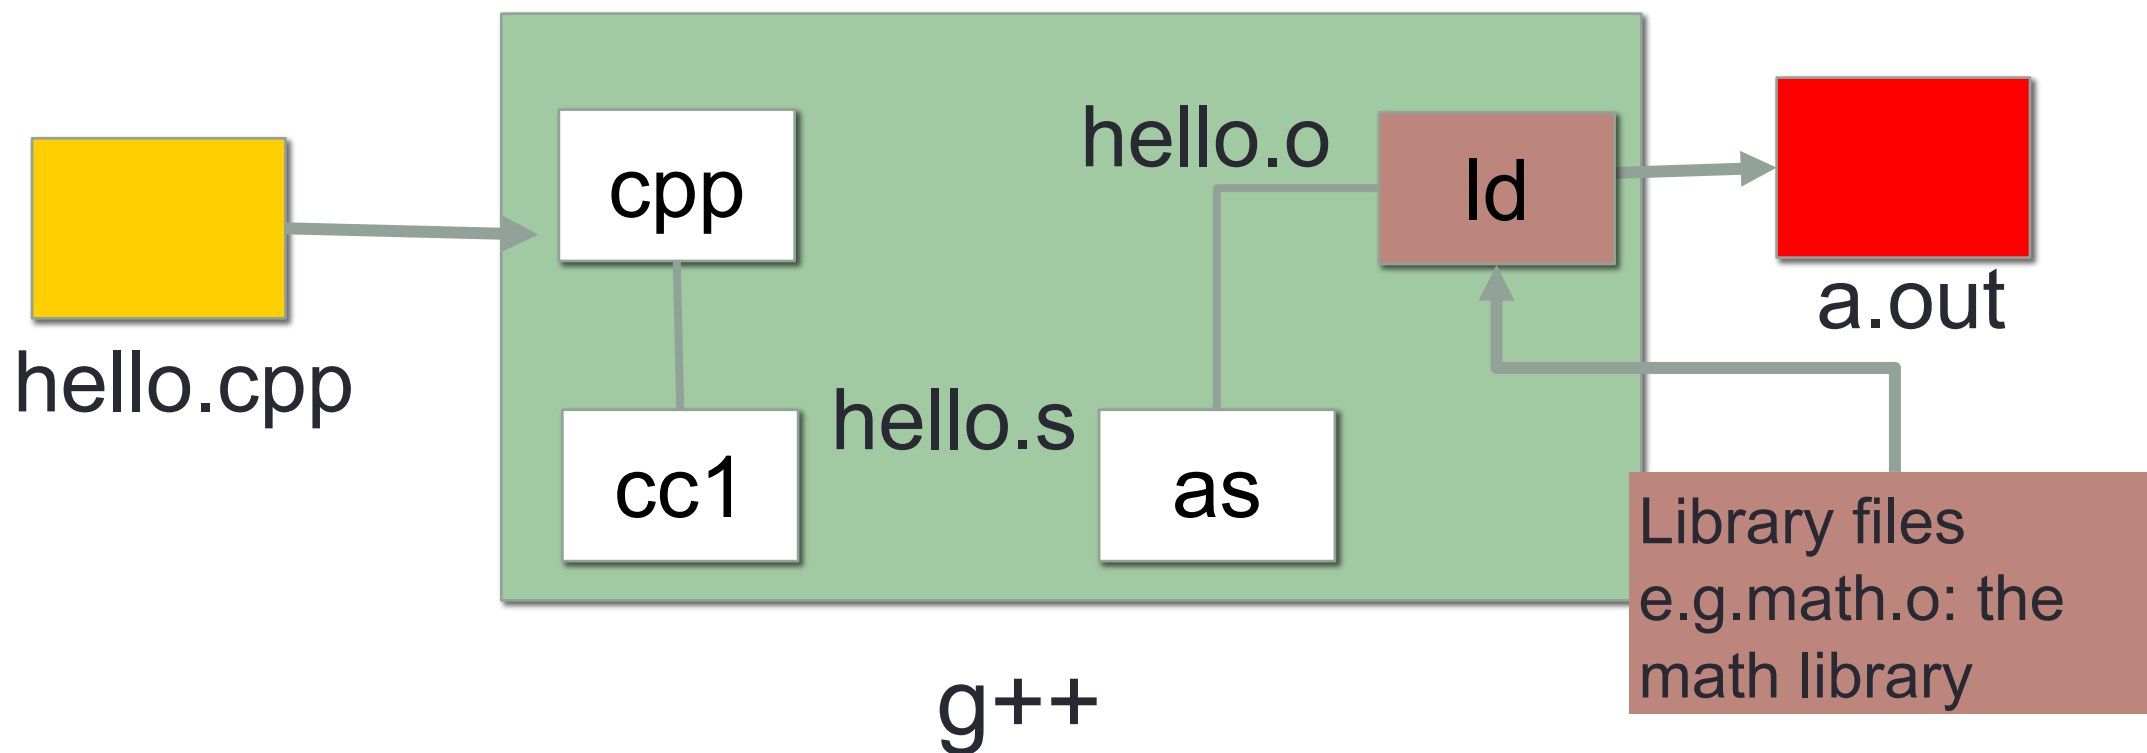 hello.cpp
cpp
cc1
hello.s
as
hello.o
ld
a.out
Library files
e.g.math.o: the
math library
g++